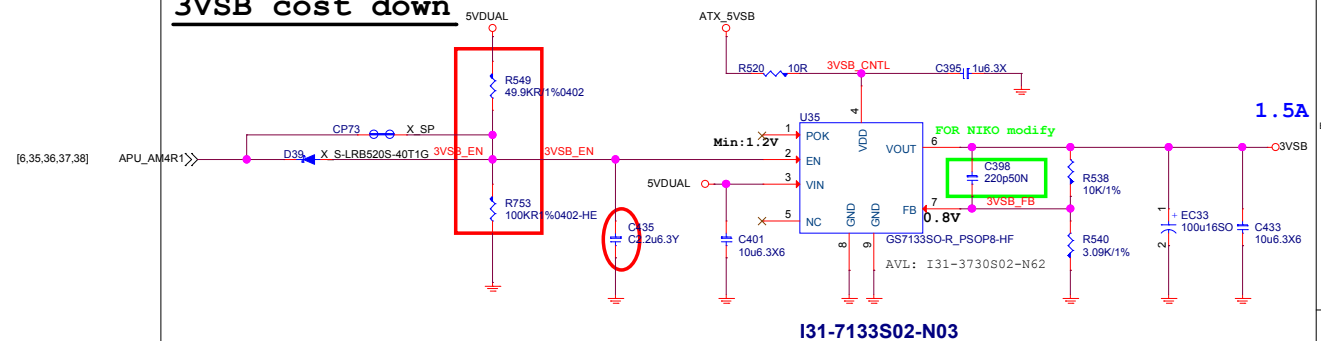 3VSB cost down
5VDUAL
ATX_5VSB
R549
49.9KR/1%0402
R520
10R
3VSB_CNTL
C395
1u6.3X
1.5A
CP73
X_SP
U35
4
VDD
FOR NIKO modify
[6,35,36,37,38]
APU_AM4R1
D39
X_S-LRB520S-40T1G
3VSB_EN
3VSB_EN
Min:1.2V
1
POK
2
EN
VOUT
6
3VSB
C398
220p50N
R538
10K/1%
5VDUAL
3
VIN
R753
100KR1%0402-HE
C435
C2.2u6.3Y
C401
10u6.3X6
5
NC
GND
GND
8
9
FB
7
3VSB_FB
0.8V
GS7133SO-R_PSOP8-HF
AVL: I31-3730S02-N62
R540
3.09K/1%
1
+
2
EC33
100u16SO
C433
10u6.3X6
I31-7133S02-N03